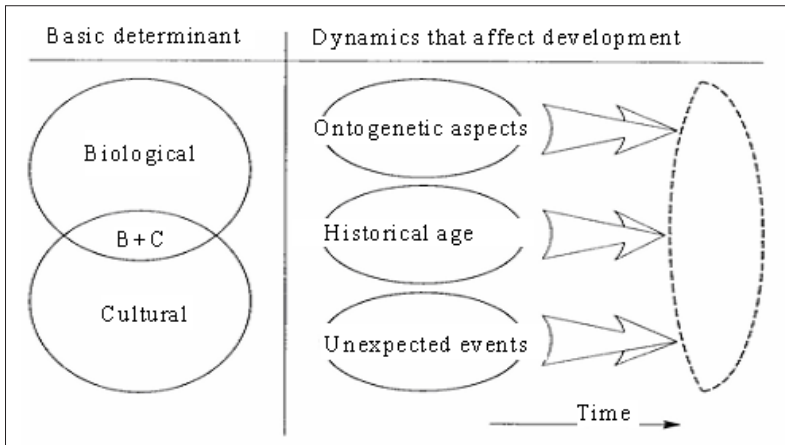 Basic determinant
Dynamics that affect development
Biological
B+C
Cultural
Ontogenetic aspects
Historical age
Unexpected events
Time